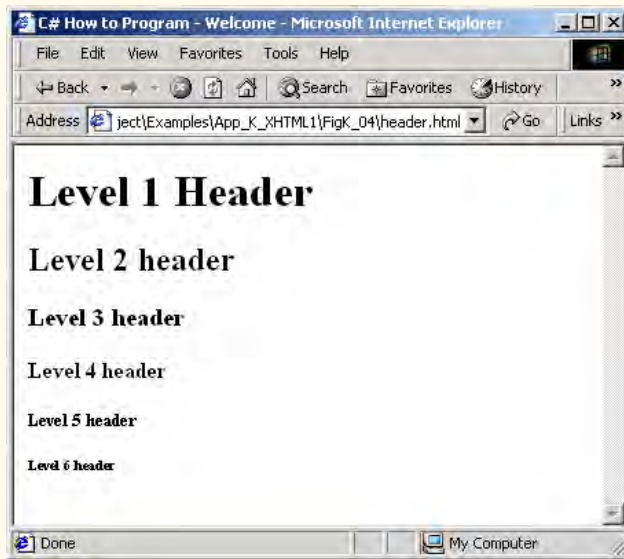 C# How to Program - Welcome - Microsoft Internet Explorer
File Edit View Favorites Tools Help
Back Search Favorites History »
Address ject\Examples\App_K_XHTML1\FigK_04\header.html Go Links »
Level 1 Header
Level 2 header
Level 3 header
Level 4 header
Level 5 header
Level 6 header
Done My Computer